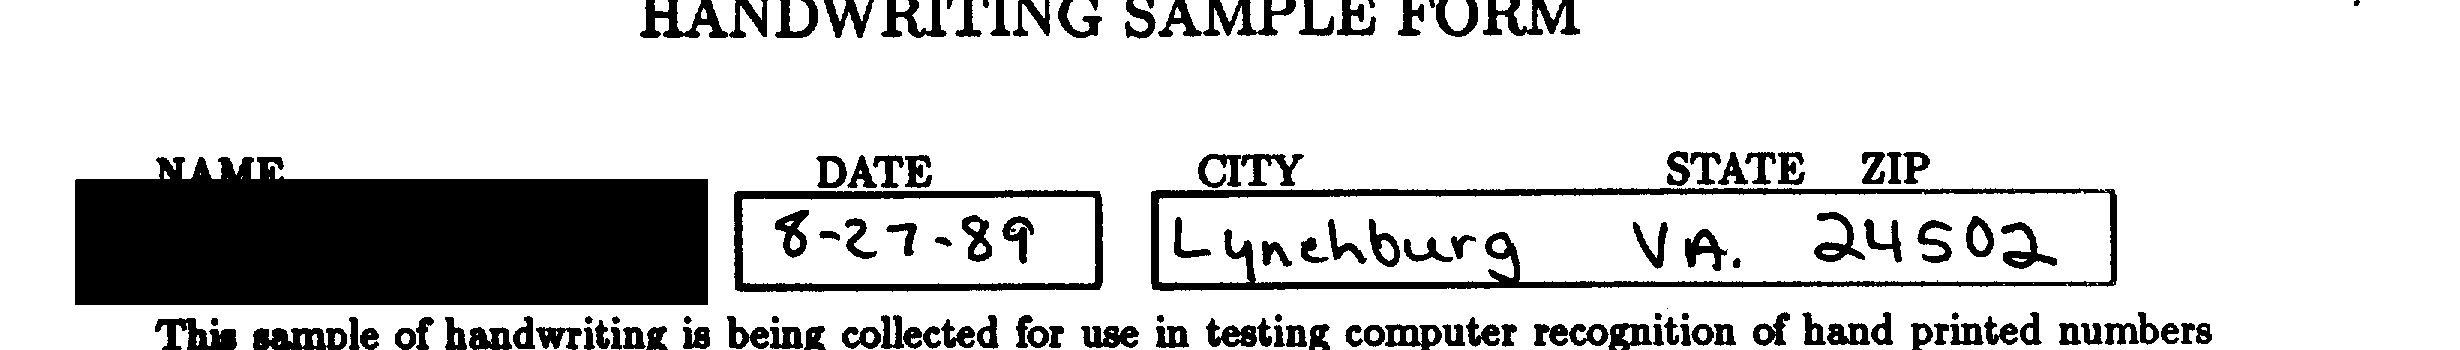 HANDWRITING SAMPLE FORM
NAME DATE CITY STATE ZIP
8-27-89 Lynchburg VA. 24502
This sample of handwriting is being collected for use in testing computer recognition of hand printed numbers